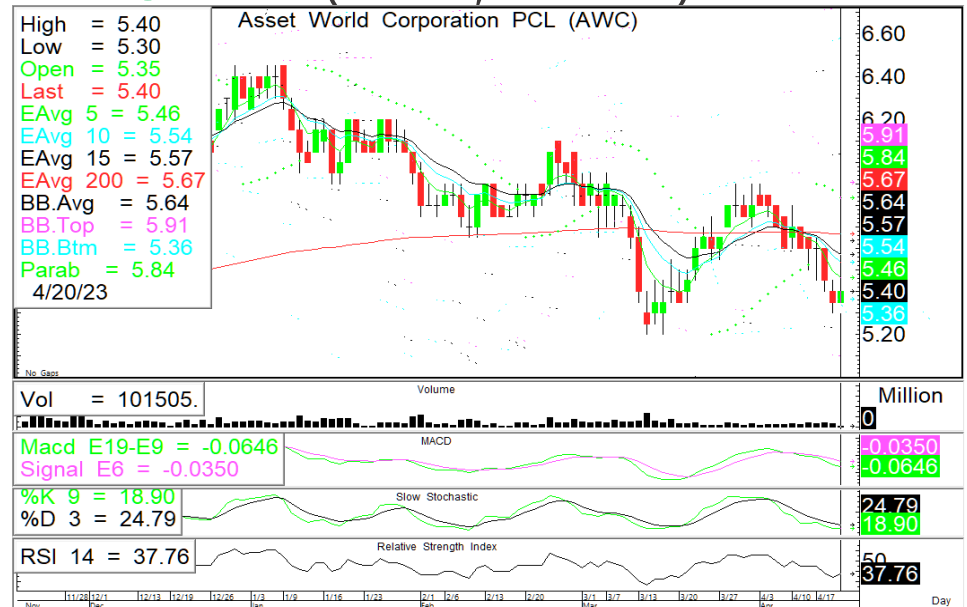 Asset World Corporation PCL (AWC)
High = 5.40
Low = 5.30
Open = 5.35
Last = 5.40
EAvg 5 = 5.46
EAvg 10 = 5.54
EAvg 15 = 5.57
EAvg 200 = 5.67
BB.Avg = 5.64
BB.Top = 5.91
BB.Btm = 5.36
Parab = 5.84
4/20/23
6.60
6.40
6.20
5.91
5.84
5.67
5.64
5.57
5.54
5.46
5.40
5.36
5.20
No Gaps
Volume
Vol = 101505.
Million
0
MACD
Macd E19-E9 = -0.0646
Signal E6 = -0.0350
-0.0350
-0.0646
Slow Stochastic
%K 9 = 18.90
%D 3 = 24.79
24.79
18.90
Relative Strength Index
RSI 14 = 37.76
50
37.76
11/28 12/1 12/13 12/19 12/26 1/3 1/9 1/16 1/23 2/1 2/6 2/13 2/20 3/1 3/7 3/13 3/20 3/27 4/3 4/10 4/17
Nov Dec Jan Feb Mar Apr Day